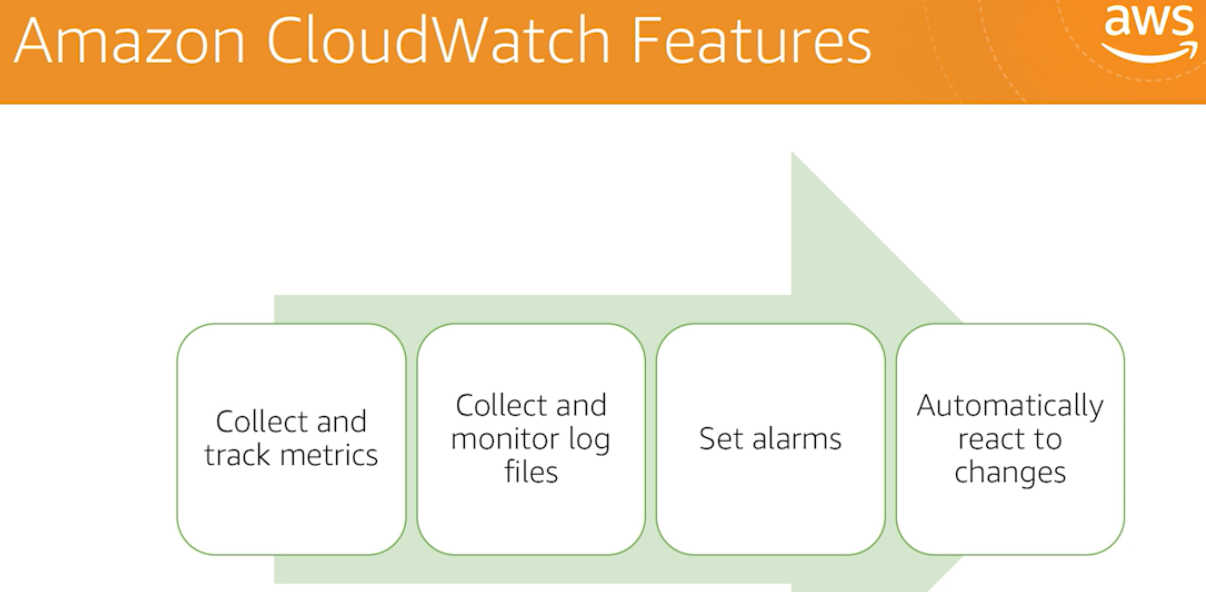 Amazon CloudWatch Features
aws
Collect and
track metrics
Collect and
monitor log
files
Set alarms
Automatically
react to
changes